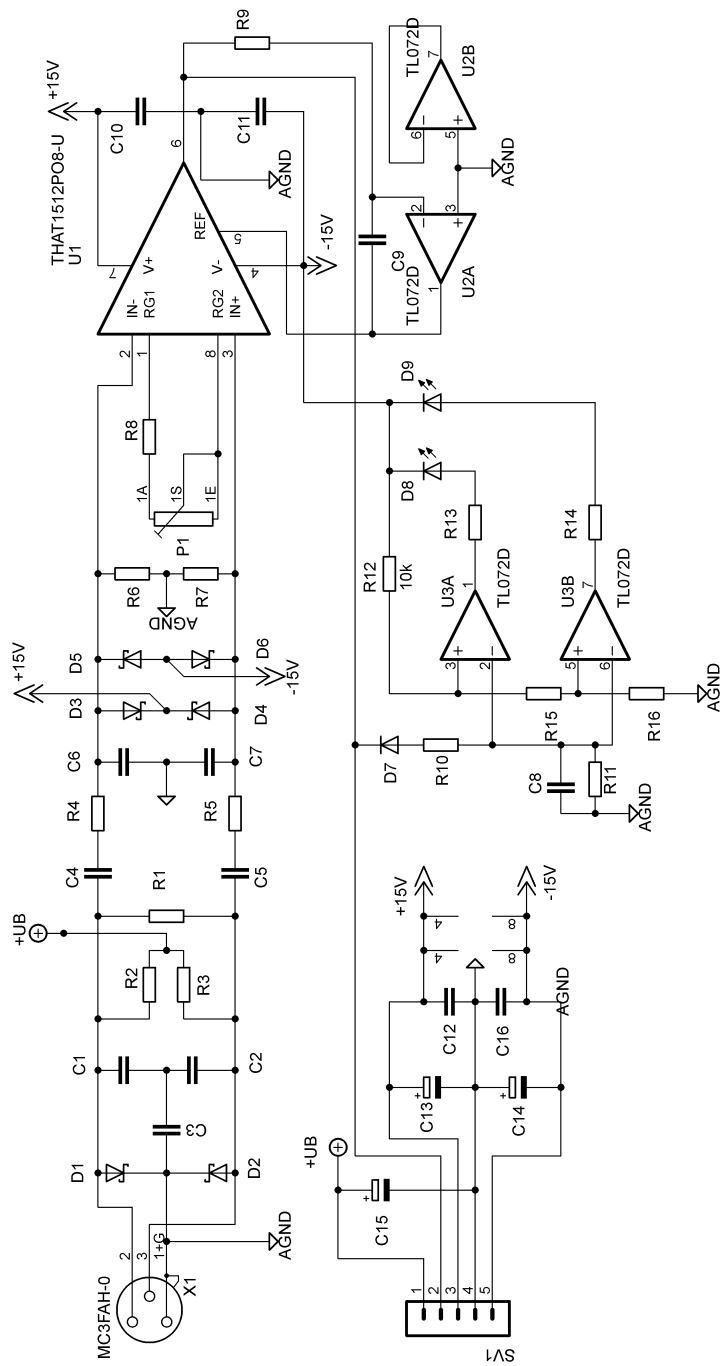 MC3FAH-0
X1
2
3
1+G
AGND
D1
D2
C3
C1
C2
R2
R3
+UB
R1
C4
C5
R4
R5
C6
C7
D3
D4
+15V
D5
D6
-15V
R6
R7
AGND
P1
1A
1S
1E
R8
2
1
8
3
IN-
RG1
RG2
IN+
V+
V-
REF
7
4
5
6
THAT1512PO8-U
U1
+15V
C10
C11
AGND
-15V
R9
C9
TL072D
U2A
1
2
3
TL072D
U2B
7
6
5
AGND
R12
10k
D8
D9
R13
R14
U3A
TL072D
1
3
2
U3B
TL072D
7
5
6
R15
R16
AGND
D7
R10
C8
R11
AGND
SV1
1
2
3
4
5
+UB
C15
C13
C14
C12
C16
+15V
-15V
4
4
8
8
AGND